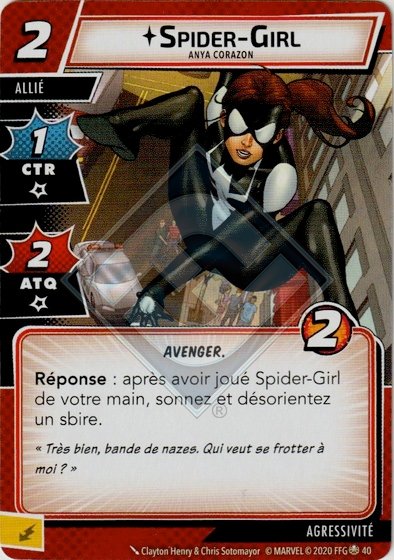 2
SPIDER-GIRL
ANYA CORAZON
ALLIÉ
1
CTR
2
ATQ
2
AVENGER.
Réponse : après avoir joué Spider-Girl
de votre main, sonnez et désorientez
un sbire.
« Très bien, bande de nazes. Qui veut se frotter à
moi ? »
®
AGRESSIVITÉ
Clayton Henry & Chris Sotomayor © MARVEL © 2020 FFG 40